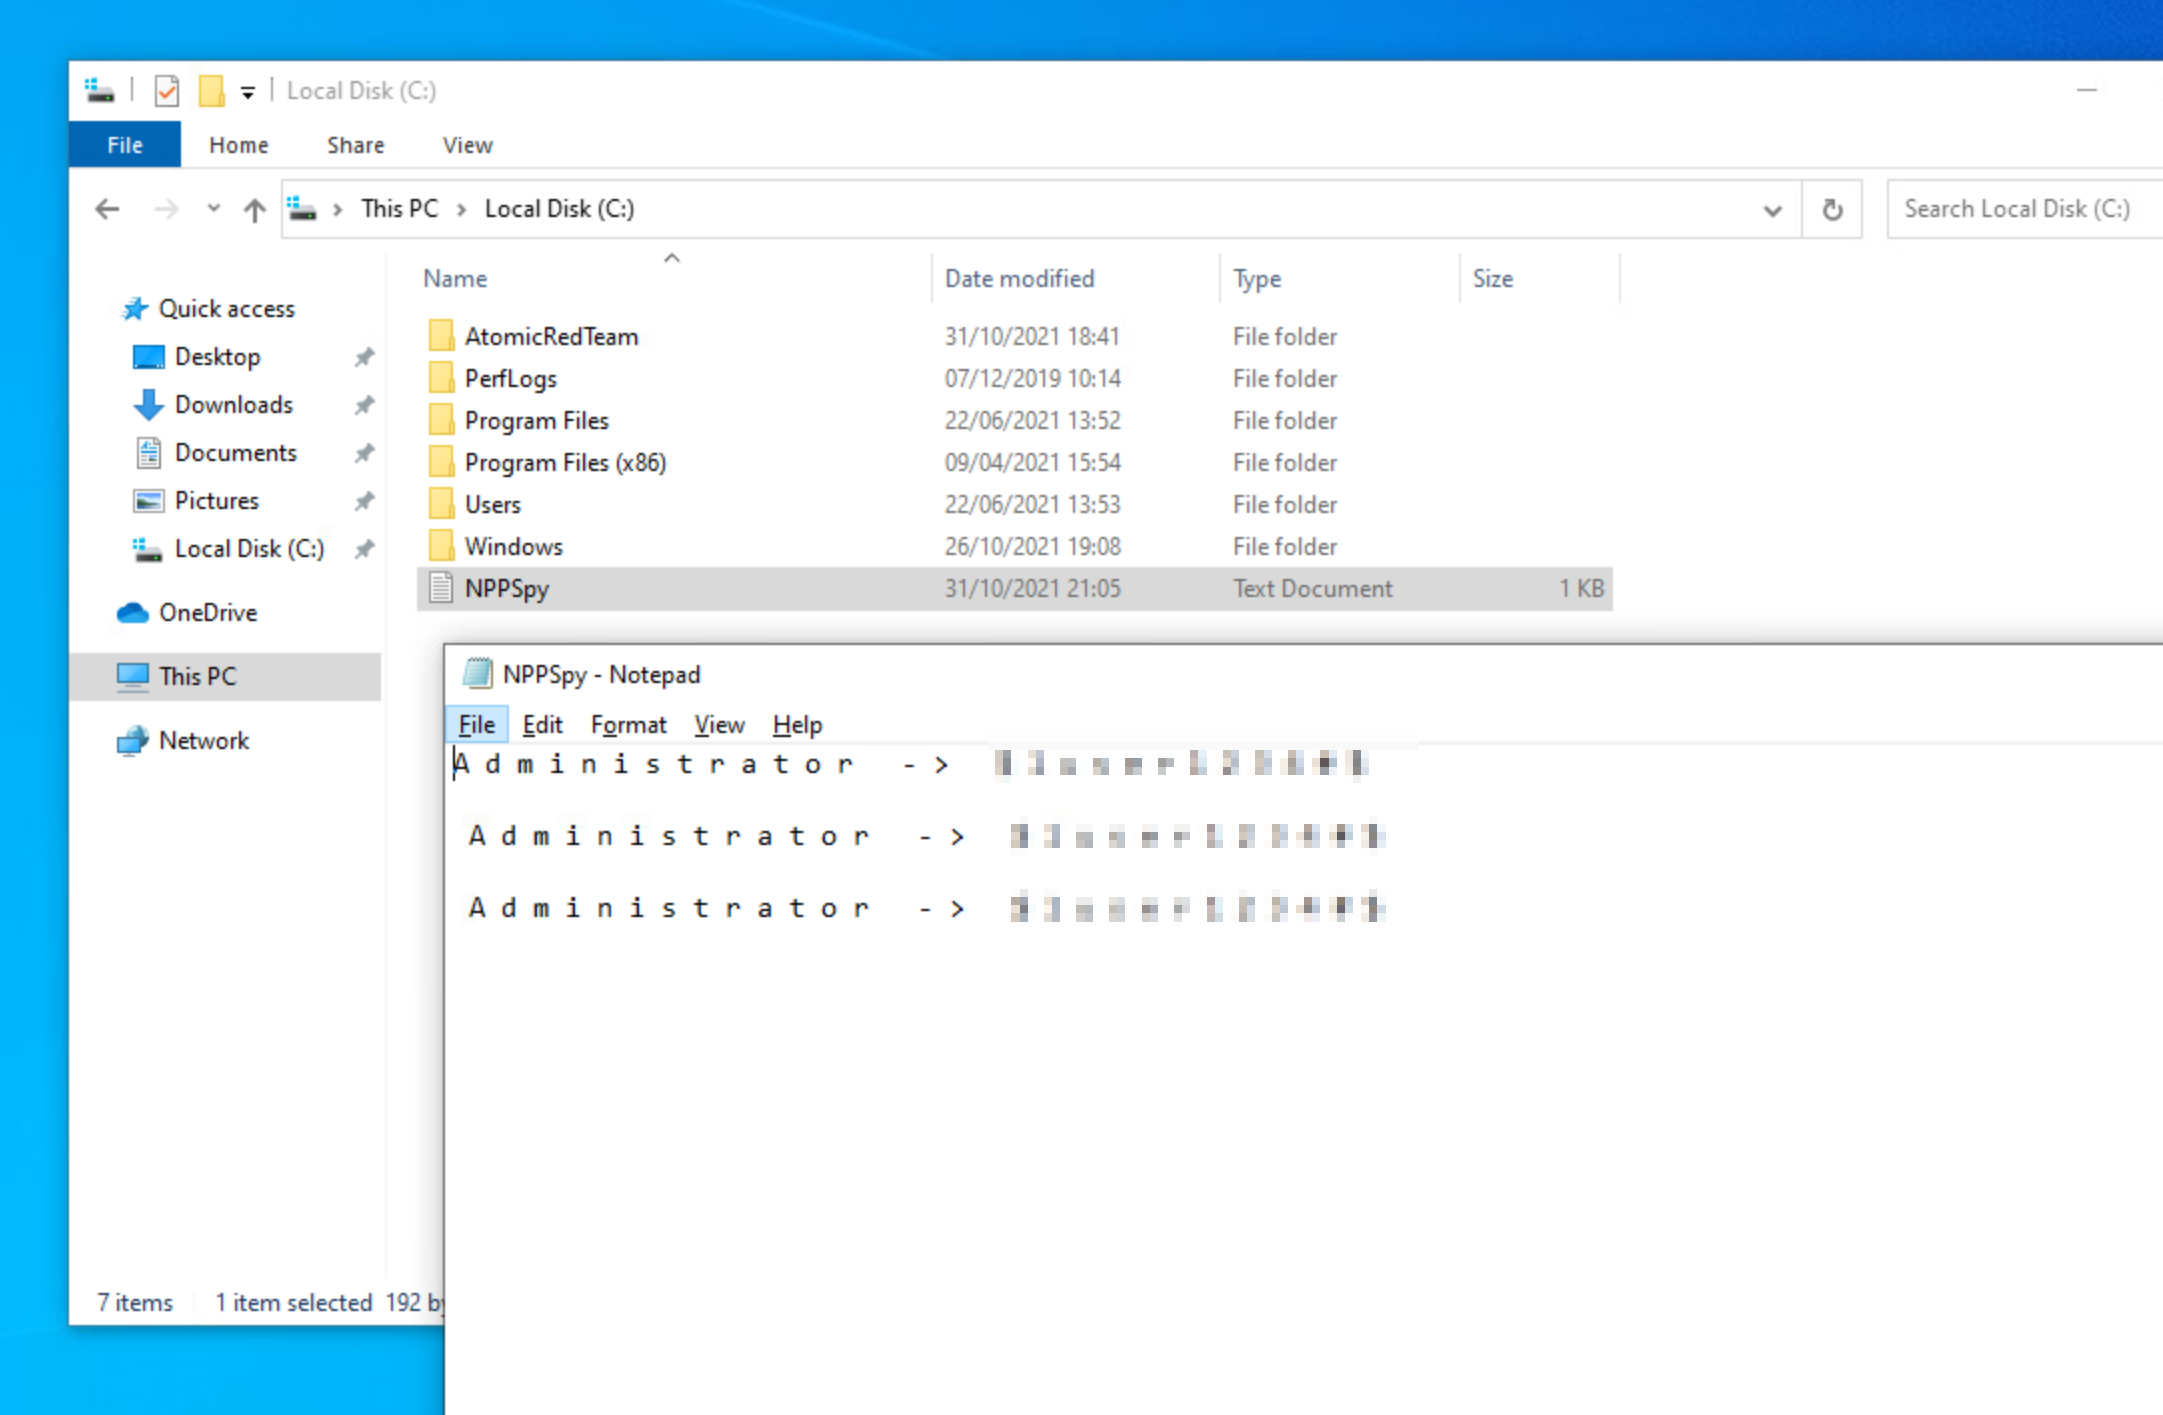 Local Disk (C:)
File Home Share View
This PC > Local Disk (C:)
Search Local Disk (C:)
Name Date modified Type Size
Quick access
Desktop
Downloads
Documents
Pictures
Local Disk (C:)
OneDrive
This PC
Network
AtomicRedTeam 31/10/2021 18:41 File folder
PerfLogs 07/12/2019 10:14 File folder
Program Files 22/06/2021 13:52 File folder
Program Files (x86) 09/04/2021 15:54 File folder
Users 22/06/2021 13:53 File folder
Windows 26/10/2021 19:08 File folder
NPPSpy 31/10/2021 21:05 Text Document 1 KB
NPPSpy - Notepad
File Edit Format View Help
A d m i n i s t r a t o r - >
A d m i n i s t r a t o r - >
A d m i n i s t r a t o r - >
7 items 1 item selected 192